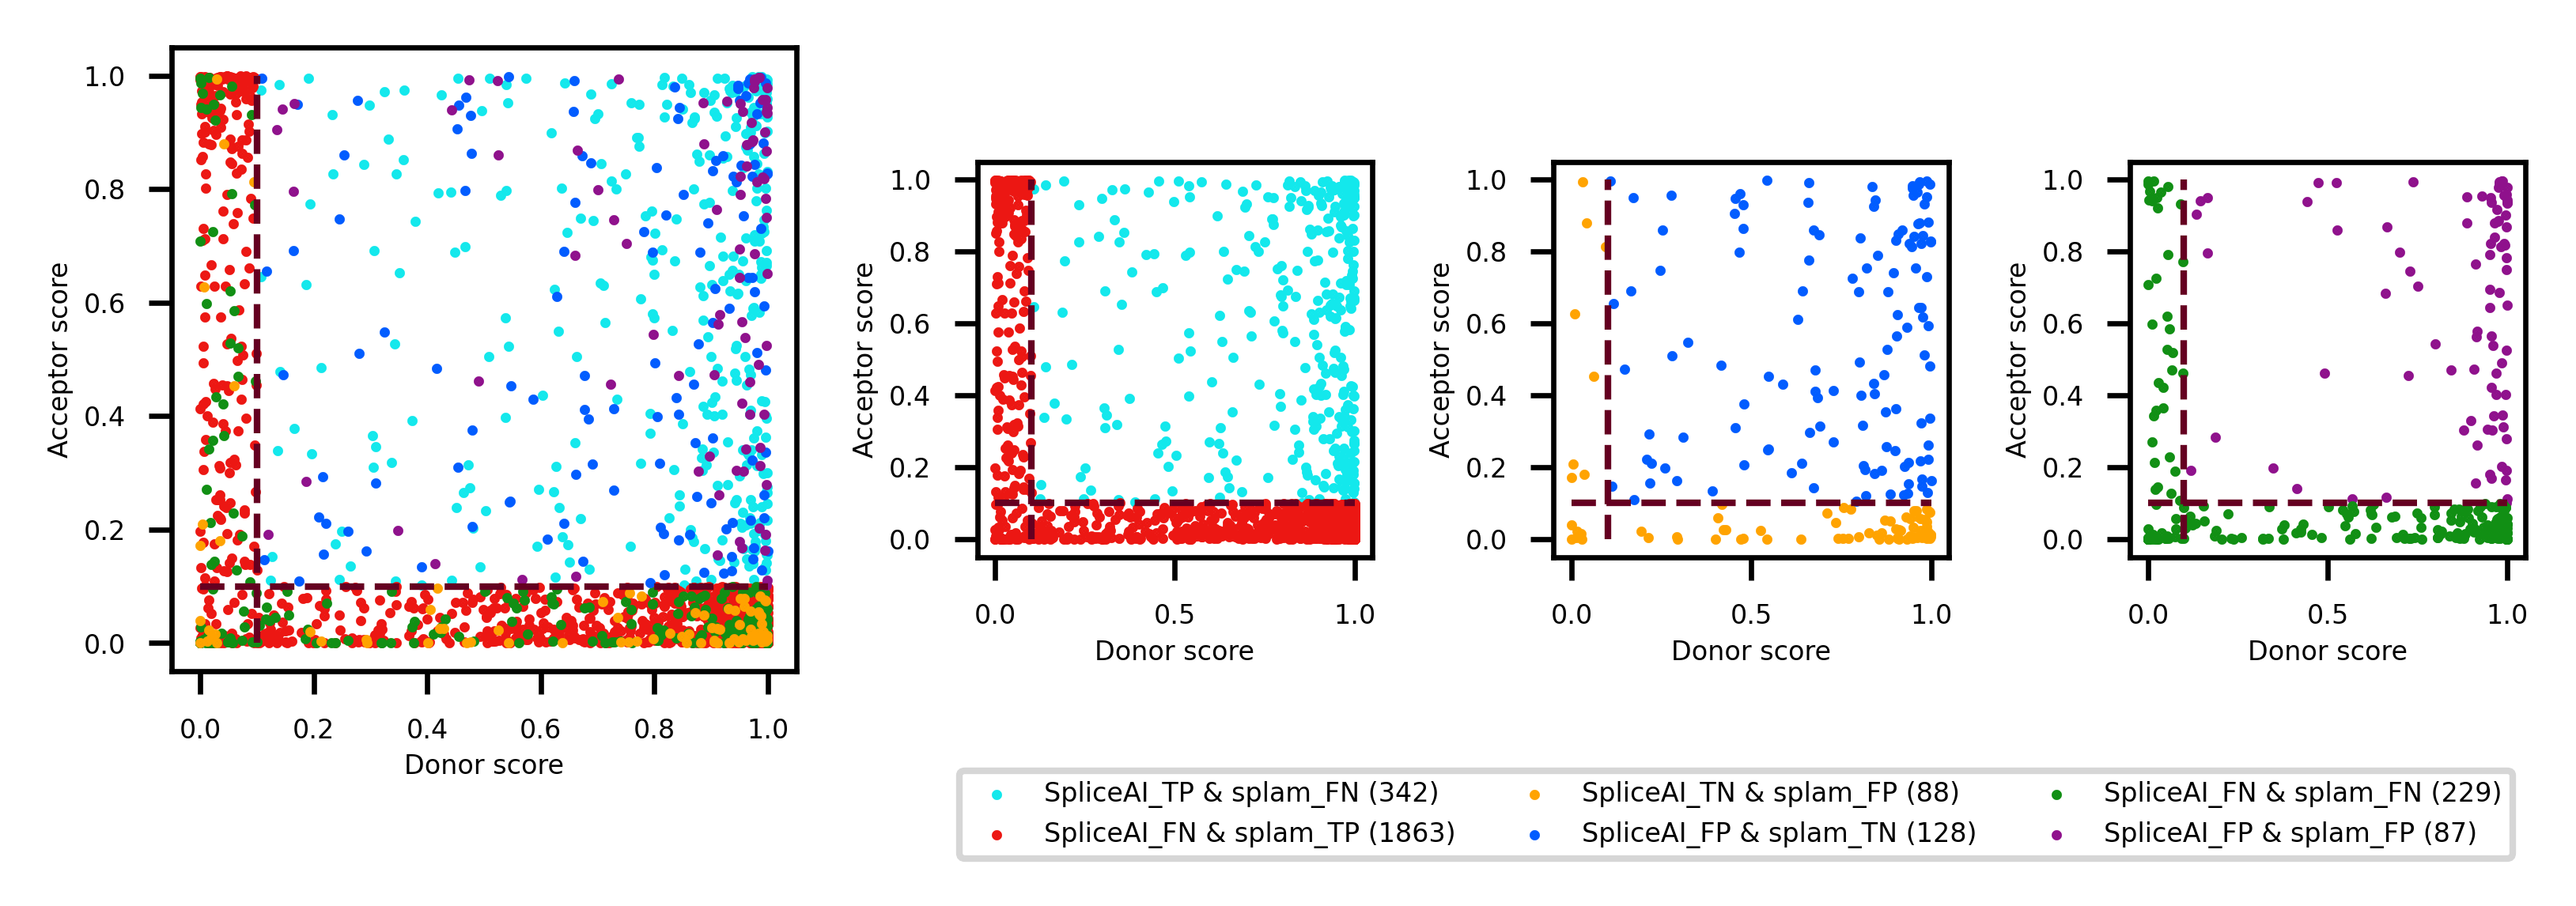 1.0
0.8
0.6
0.4
0.2
0.0
Acceptor score
0.0 0.2 0.4 0.6 0.8 1.0
Donor score
1.0
0.8
0.6
0.4
0.2
0.0
Acceptor score
0.0 0.5 1.0
Donor score
1.0
0.8
0.6
0.4
0.2
0.0
Acceptor score
0.0 0.5 1.0
Donor score
1.0
0.8
0.6
0.4
0.2
0.0
Acceptor score
0.0 0.5 1.0
Donor score
SpliceAI_TP & splam_FN (342)
SpliceAI_FN & splam_TP (1863)
SpliceAI_TN & splam_FP (88)
SpliceAI_FP & splam_TN (128)
SpliceAI_FN & splam_FN (229)
SpliceAI_FP & splam_FP (87)